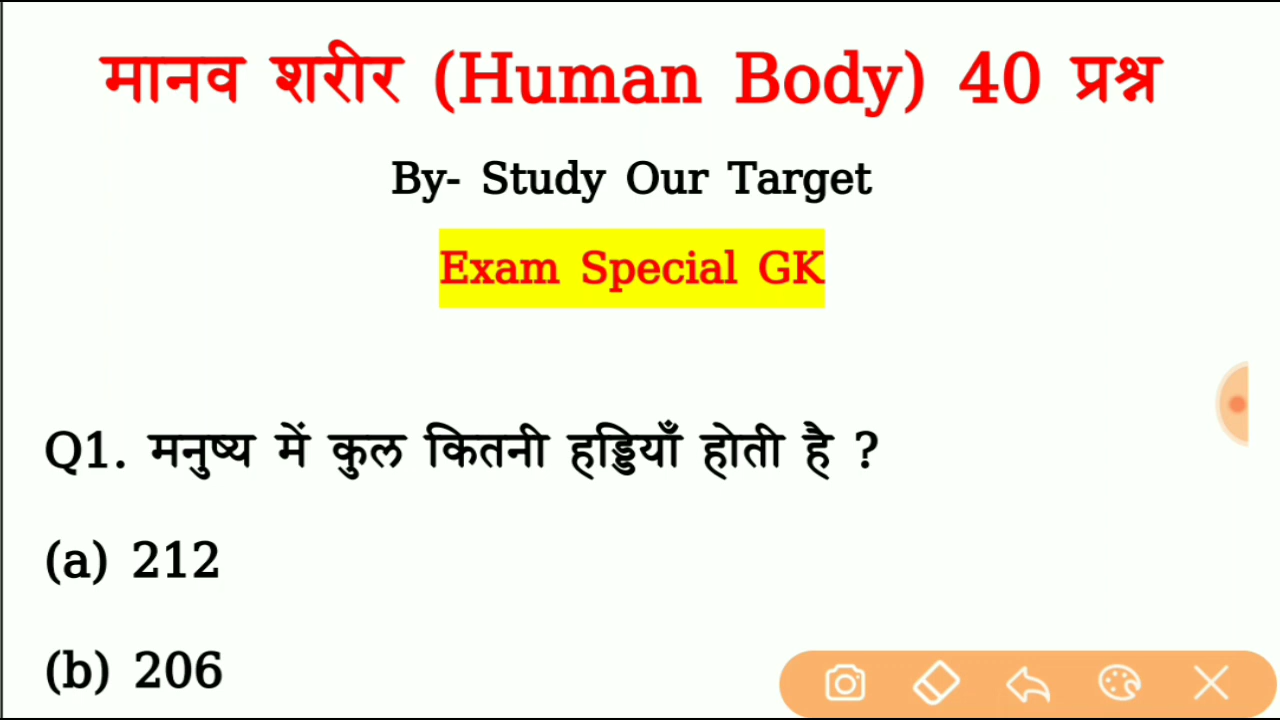 मानव शरीर (Human Body) 40 प्रश्न
By- Study Our Target
Exam Special GK
Q1. मनुष्य में कुल कितनी हड्डियाँ होती है ?
(a) 212
(b) 206